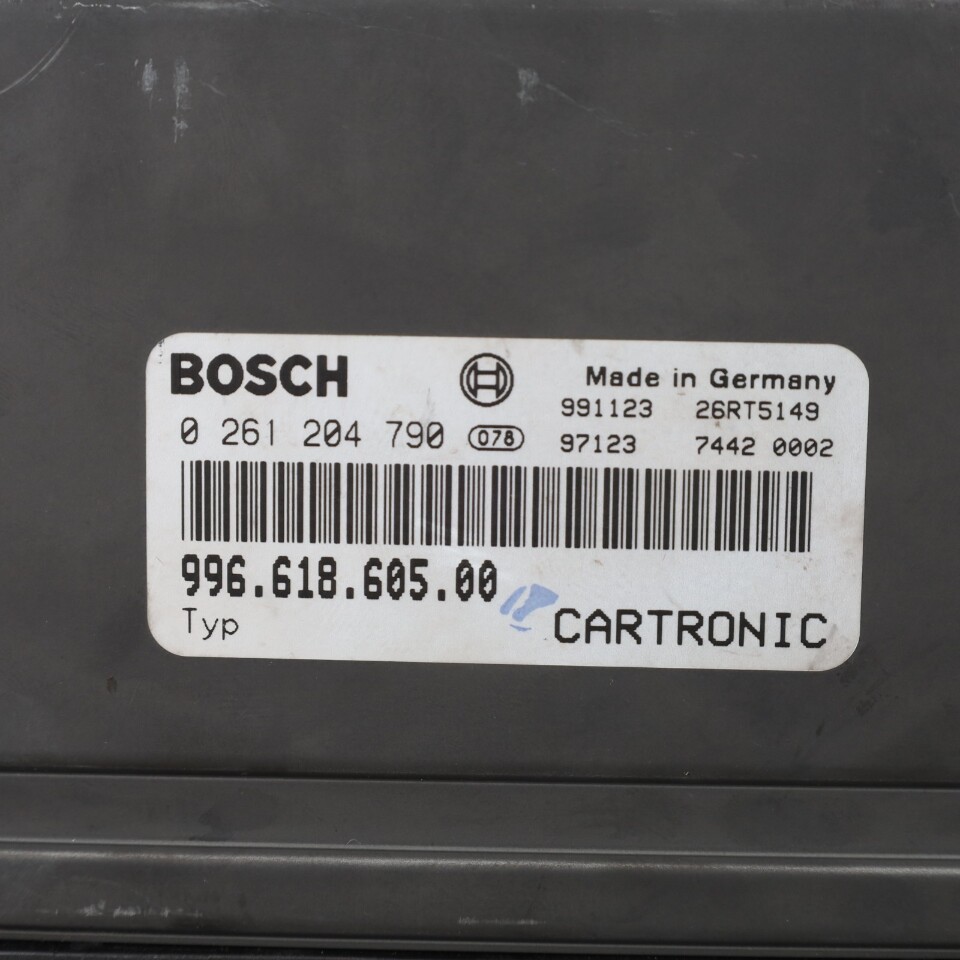 BOSCH
Made in Germany
991123 26RT5149
0 261 204 790 078
97123 7442 0002
996.618.605.00
Typ CARTRONIC